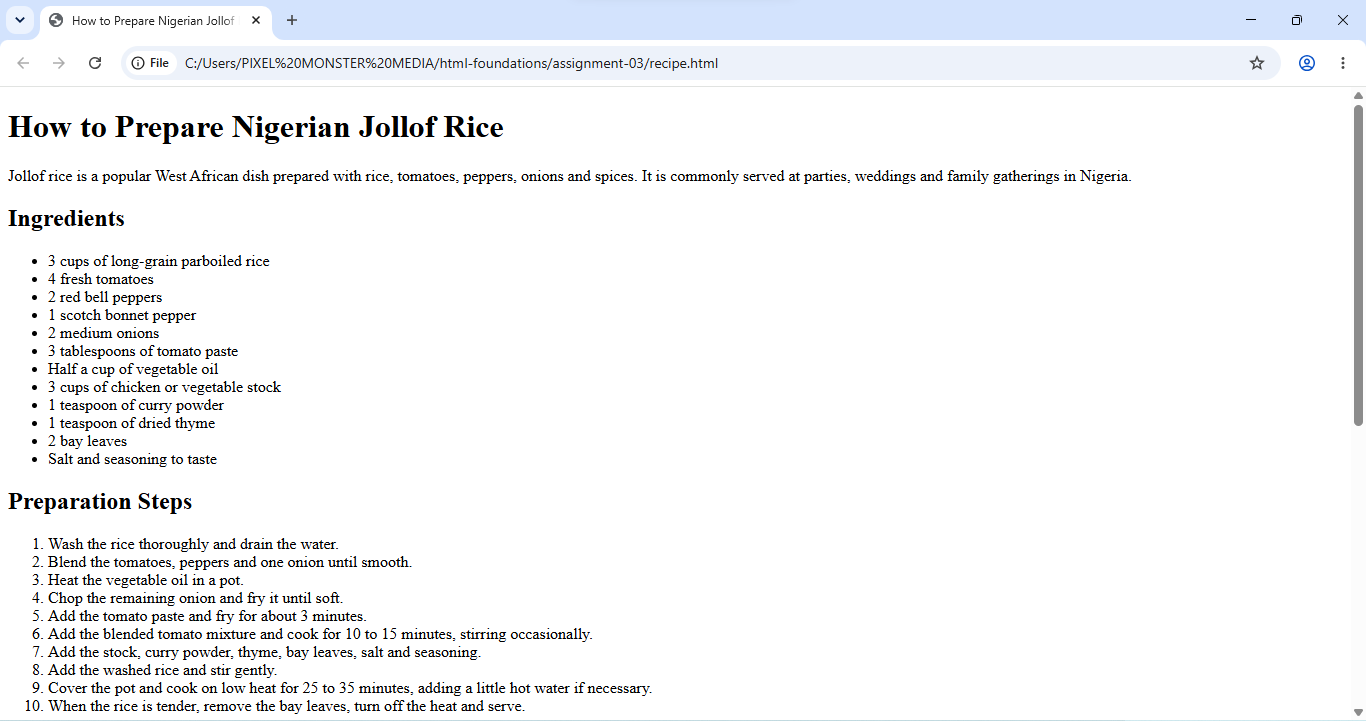 How to Prepare Nigerian Jollof
File
C:/Users/PIXEL%20MONSTER%20MEDIA/html-foundations/assignment-03/recipe.html
How to Prepare Nigerian Jollof Rice
Jollof rice is a popular West African dish prepared with rice, tomatoes, peppers, onions and spices. It is commonly served at parties, weddings and family gatherings in Nigeria.
Ingredients
• 3 cups of long-grain parboiled rice
• 4 fresh tomatoes
• 2 red bell peppers
• 1 scotch bonnet pepper
• 2 medium onions
• 3 tablespoons of tomato paste
• Half a cup of vegetable oil
• 3 cups of chicken or vegetable stock
• 1 teaspoon of curry powder
• 1 teaspoon of dried thyme
• 2 bay leaves
• Salt and seasoning to taste
Preparation Steps
1. Wash the rice thoroughly and drain the water.
2. Blend the tomatoes, peppers and one onion until smooth.
3. Heat the vegetable oil in a pot.
4. Chop the remaining onion and fry it until soft.
5. Add the tomato paste and fry for about 3 minutes.
6. Add the blended tomato mixture and cook for 10 to 15 minutes, stirring occasionally.
7. Add the stock, curry powder, thyme, bay leaves, salt and seasoning.
8. Add the washed rice and stir gently.
9. Cover the pot and cook on low heat for 25 to 35 minutes, adding a little hot water if necessary.
10. When the rice is tender, remove the bay leaves, turn off the heat and serve.